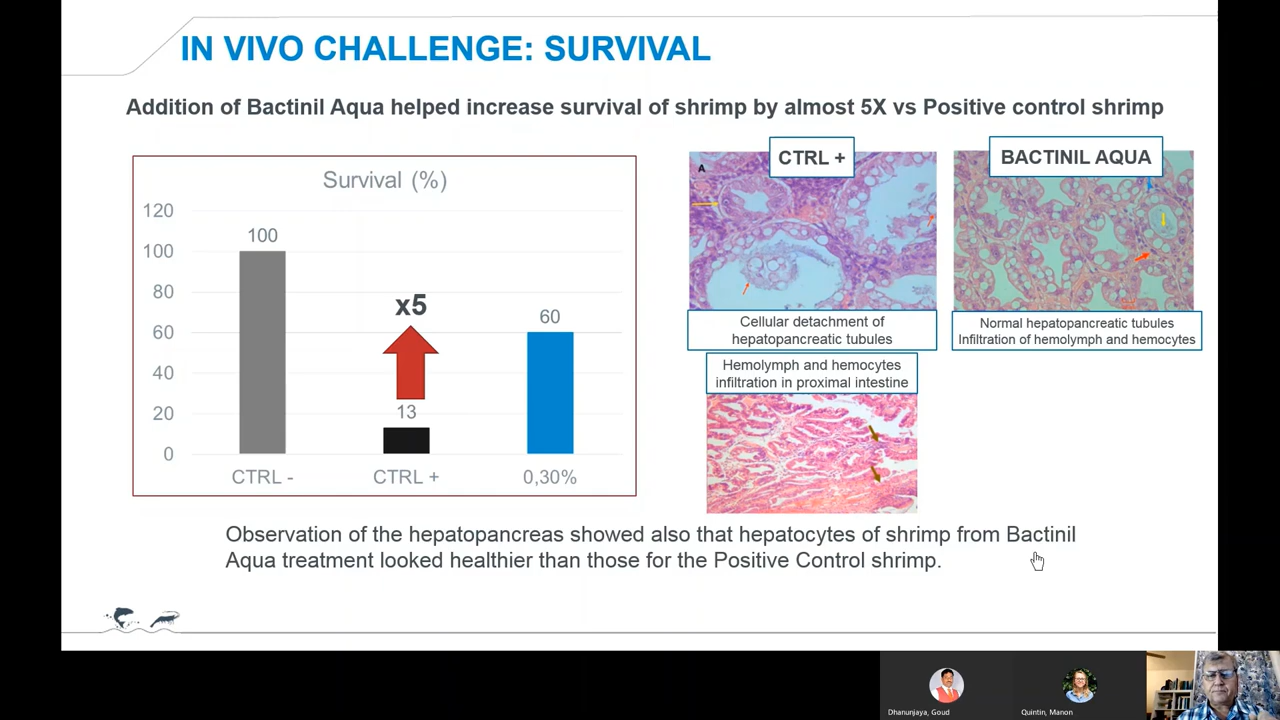 IN VIVO CHALLENGE: SURVIVAL
Addition of Bactinil Aqua helped increase survival of shrimp by almost 5X vs Positive control shrimp
Survival (%)
120
100
80
60
40
20
0
100
x5
13
60
CTRL -
CTRL +
0,30%
A
CTRL +
Cellular detachment of
hepatopancreatic tubules
Hemolymph and hemocytes
infiltration in proximal intestine
BACTINIL AQUA
Normal hepatopancreatic tubules
Infiltration of hemolymph and hemocytes
Observation of the hepatopancreas showed also that hepatocytes of shrimp from Bactinil
Aqua treatment looked healthier than those for the Positive Control shrimp.
Dhanunjaya, Goud
Quintin, Manon